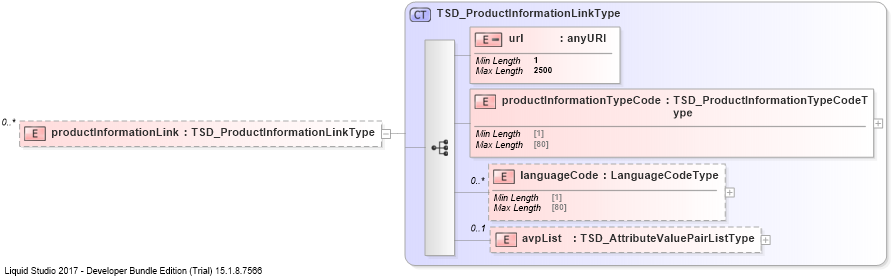 CT TSD_ProductInformationLinkType
E url : anyURI
Min Length 1
Max Length 2500
E productInformationTypeCode : TSD_ProductInformationTypeCodeT
ype
Min Length [1]
Max Length [80]
0..*
E productInformationLink : TSD_ProductInformationLinkType
0..*
E languageCode : LanguageCodeType
Min Length [1]
Max Length [80]
0..1
E avpList : TSD_AttributeValuePairListType
Liquid Studio 2017 - Developer Bundle Edition (Trial) 15.1.8.7566